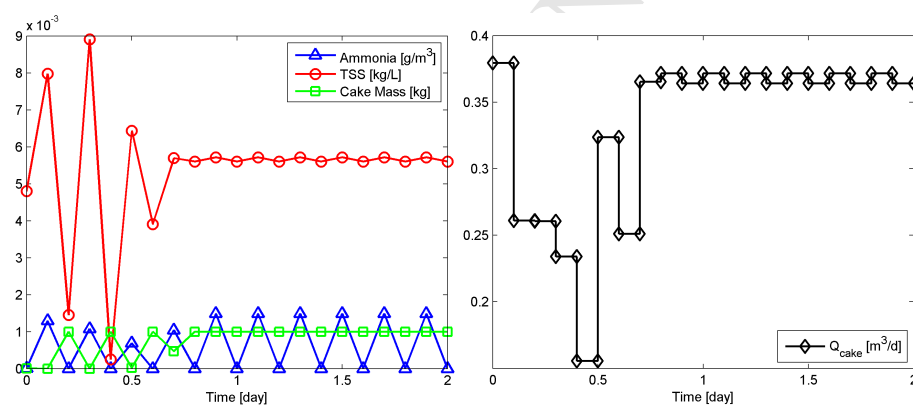 x 10⁻³
9
8
7
6
5
4
3
2
1
0
0 0.5 1 1.5 2
Time [day]
Ammonia [g/m³]
TSS [kg/L]
Cake Mass [kg]
0.4
0.35
0.3
0.25
0.2
0 0.5 1 1.5 2
Time [day]
Q_cake [m³/d]